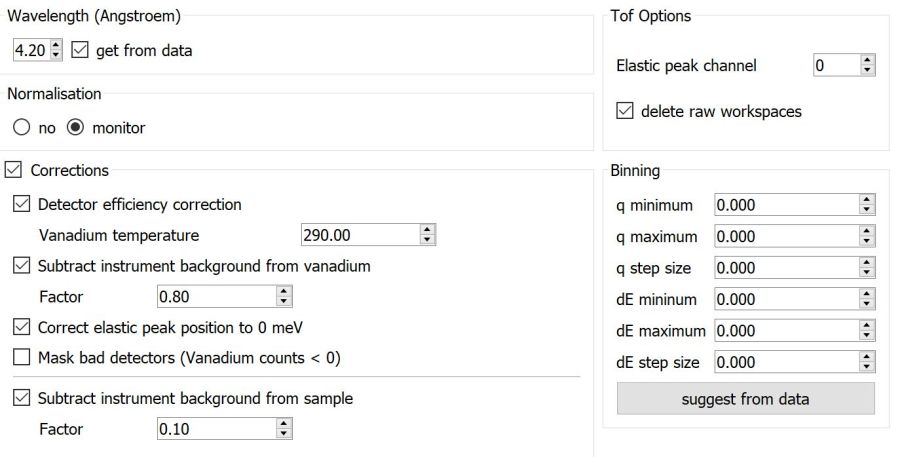 Wavelength (Angstroem)
4.20 get from data
Normalisation
no monitor
Corrections
Detector efficiency correction
Vanadium temperature 290.00
Subtract instrument background from vanadium
Factor 0.80
Correct elastic peak position to 0 meV
Mask bad detectors (Vanadium counts < 0)
Subtract instrument background from sample
Factor 0.10
Tof Options
Elastic peak channel 0
delete raw workspaces
Binning
q minimum 0.000
q maximum 0.000
q step size 0.000
dE mininum 0.000
dE maximum 0.000
dE step size 0.000
suggest from data